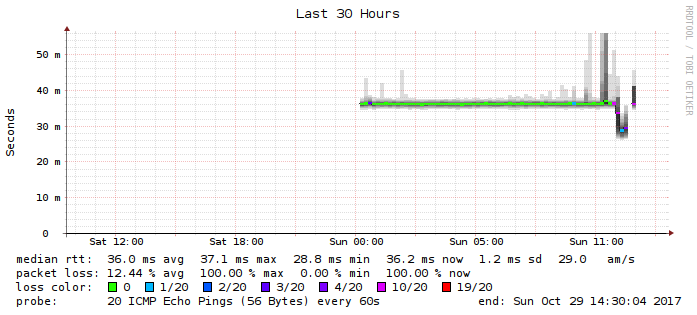 Last 30 Hours
RRDTOOL / TOBI OETIKER
Seconds
50 m
40 m
30 m
20 m
10 m
0
Sat 12:00 Sat 18:00 Sun 00:00 Sun 05:00 Sun 11:00
median rtt: 36.0 ms avg 37.1 ms max 28.8 ms min 36.2 ms now 1.2 ms sd 29.0 am/s
packet loss: 12.44 % avg 100.00 % max 0.00 % min 100.00 % now
loss color: 0 1/20 2/20 3/20 4/20 10/20 19/20
probe: 20 ICMP Echo Pings (56 Bytes) every 60s end: Sun Oct 29 14:30:04 2017